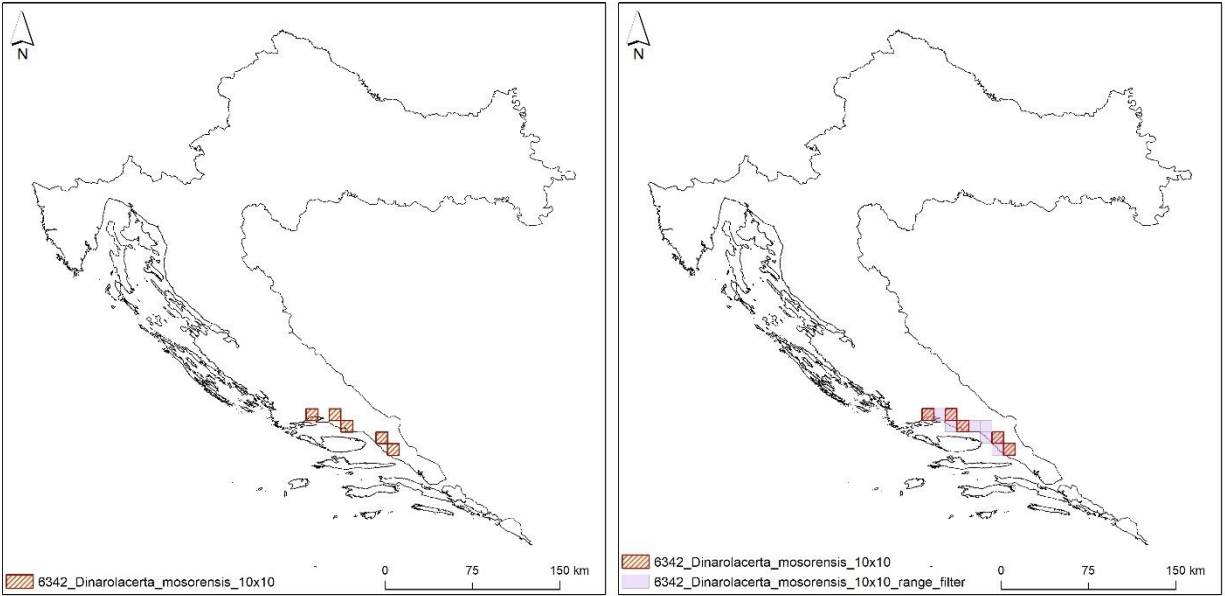 N
6342_Dinarolacerta_mosorensis_10x10
0 75 150 km
N
6342_Dinarolacerta_mosorensis_10x10
6342_Dinarolacerta_mosorensis_10x10_range_filter
0 75 150 km